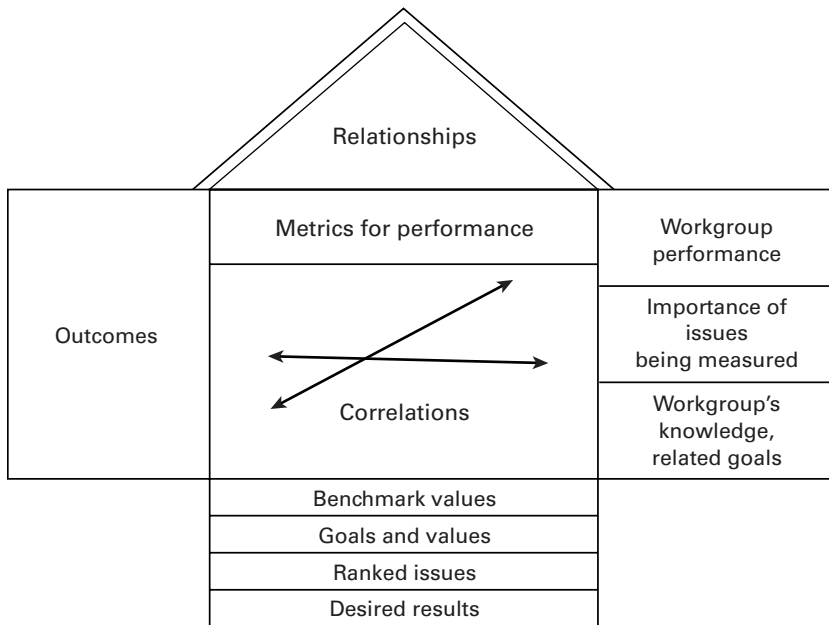 Relationships
Metrics for performance
Workgroup
performance
Outcomes
Importance of
issues
being measured
Correlations
Workgroup's
knowledge,
related goals
Benchmark values
Goals and values
Ranked issues
Desired results